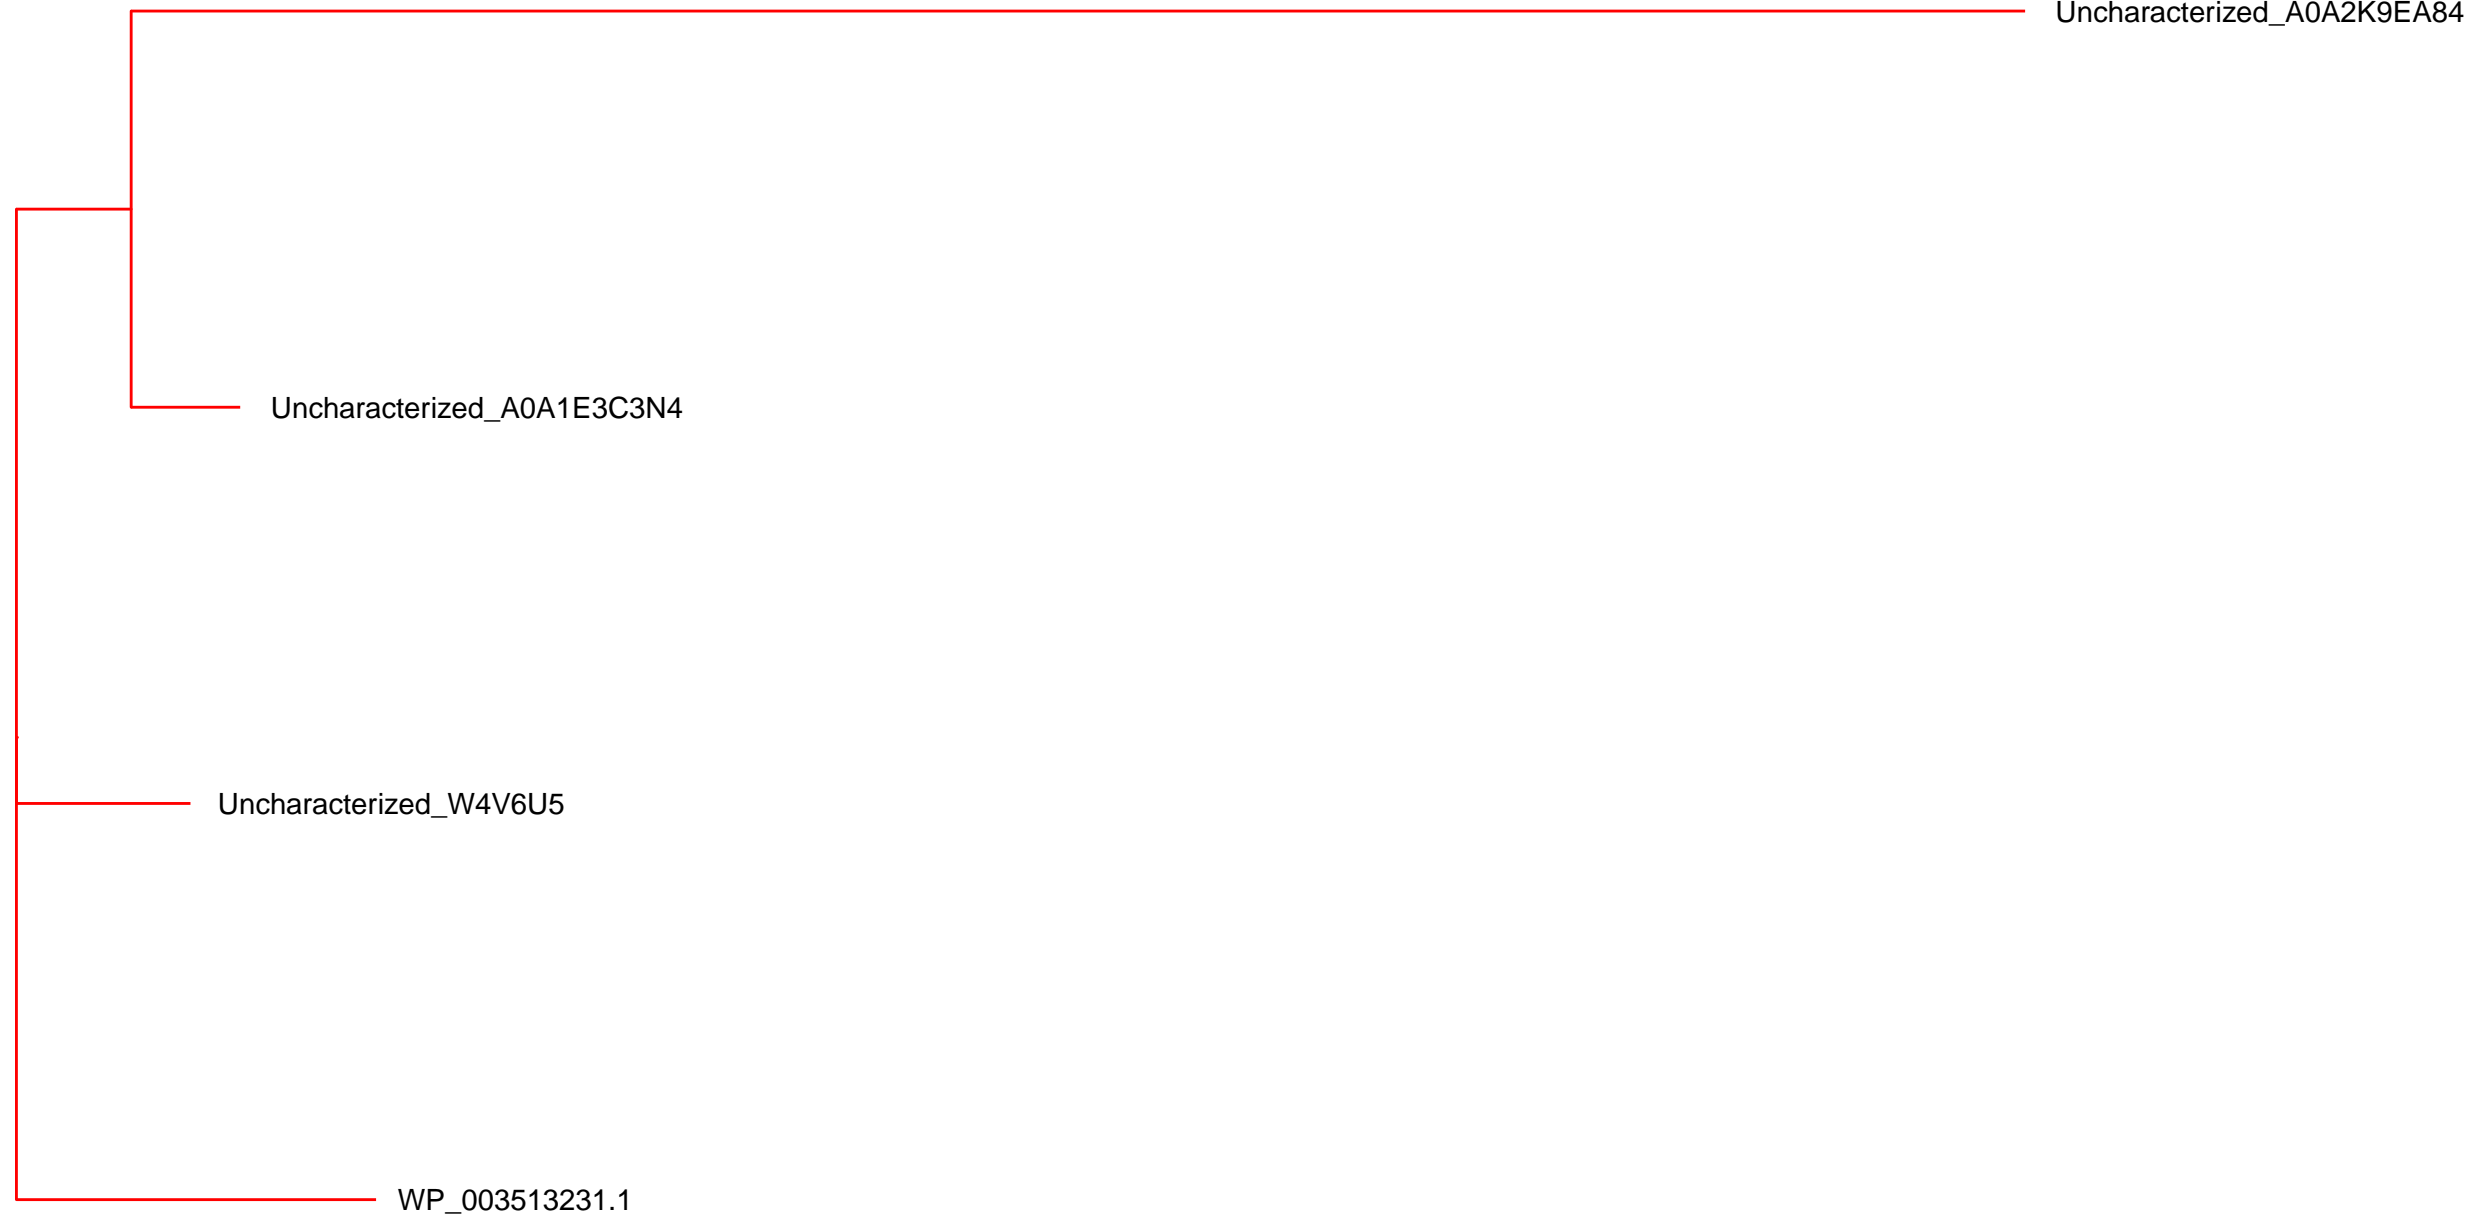 Uncharacterized_A0A2K9EA84
Uncharacterized_A0A1E3C3N4
Uncharacterized_W4V6U5
WP_003513231.1